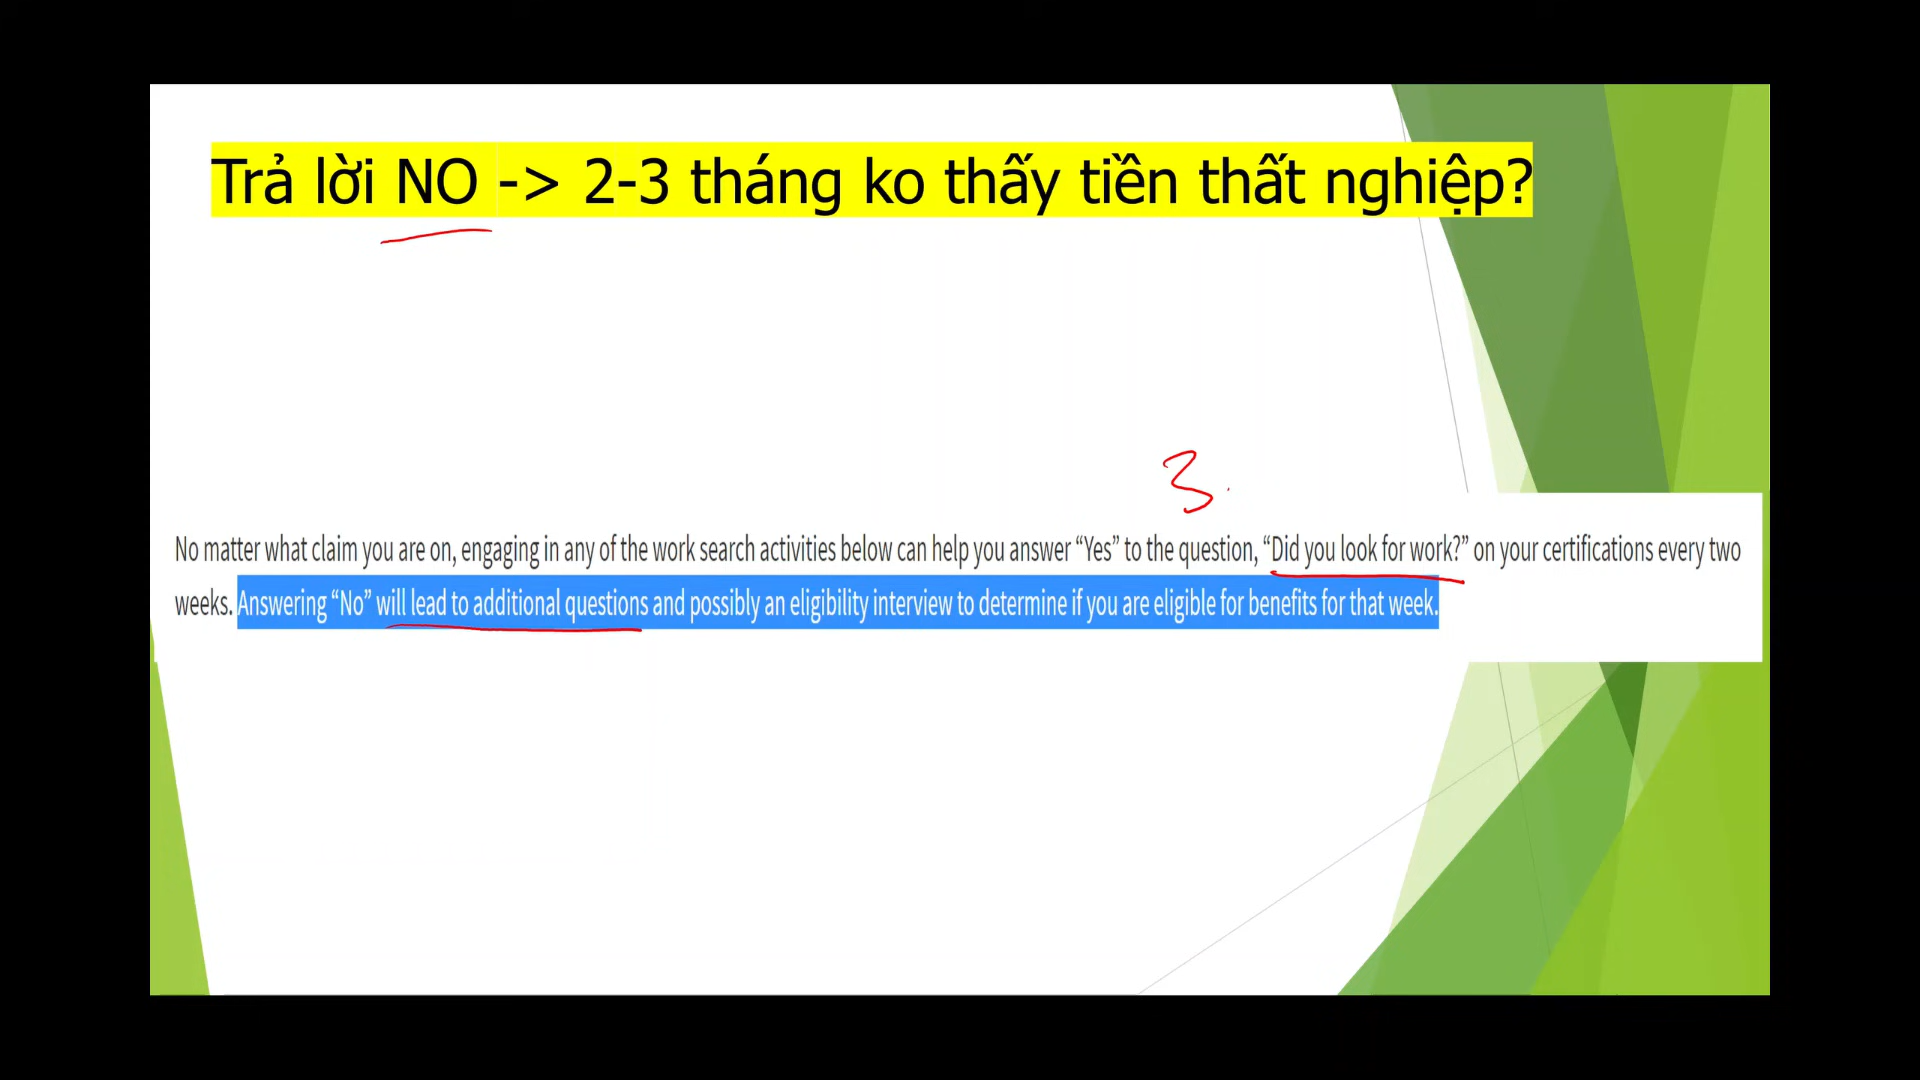 Trả lời NO -> 2-3 tháng ko thấy tiền thất nghiệp?
3.
No matter what claim you are on, engaging in any of the work search activities below can help you answer “Yes” to the question, “Did you look for work?” on your certifications every two
weeks. Answering “No” will lead to additional questions and possibly an eligibility interview to determine if you are eligible for benefits for that week.